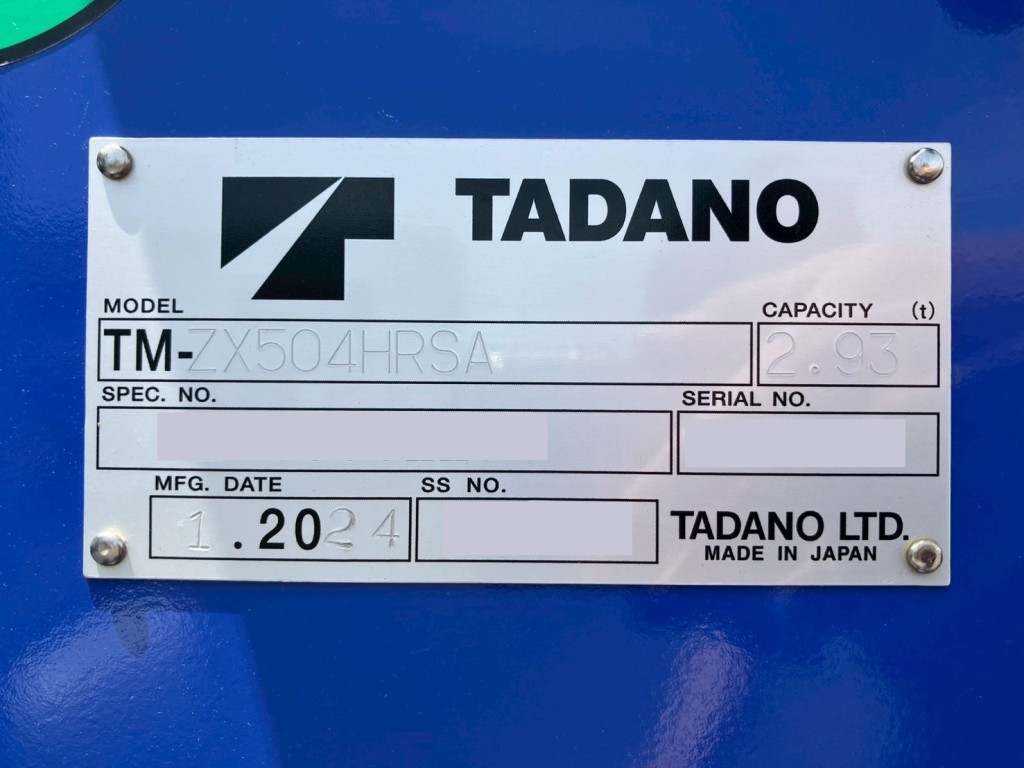 TADANO
MODEL
TM-ZX504HRSA
CAPACITY (t)
2.93
SPEC. NO.
SERIAL NO.
MFG. DATE
1.2024
SS NO.
TADANO LTD.
MADE IN JAPAN